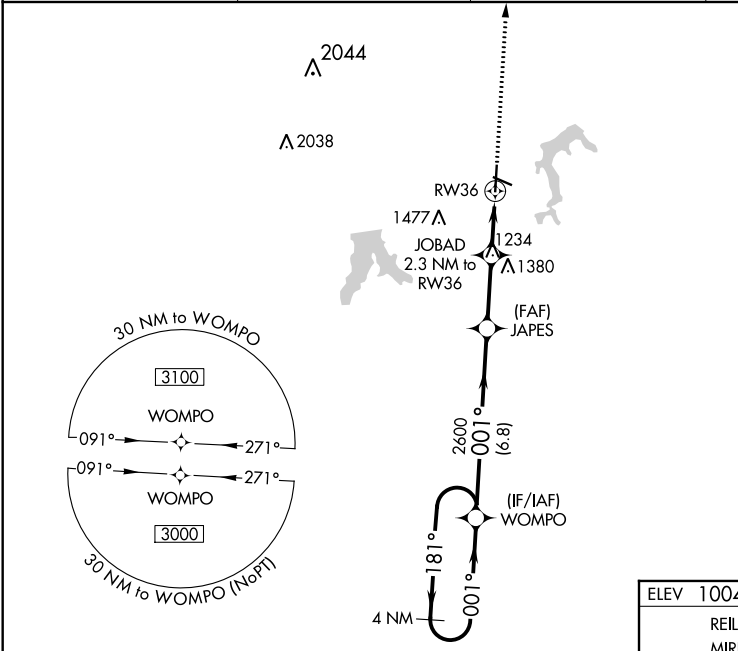 2044
2038
RW36
1477
JOBAD
2.3 NM to
RW36
1234
1380
(FAF)
JAPES
30 NM to WOMPO
3100
WOMPO
091°
271°
091°
271°
WOMPO
3000
30 NM to WOMPO (NoPT)
2600
001°
(6.8)
(IF/IAF)
WOMPO
181°
001°
4 NM
ELEV 1004
REIL